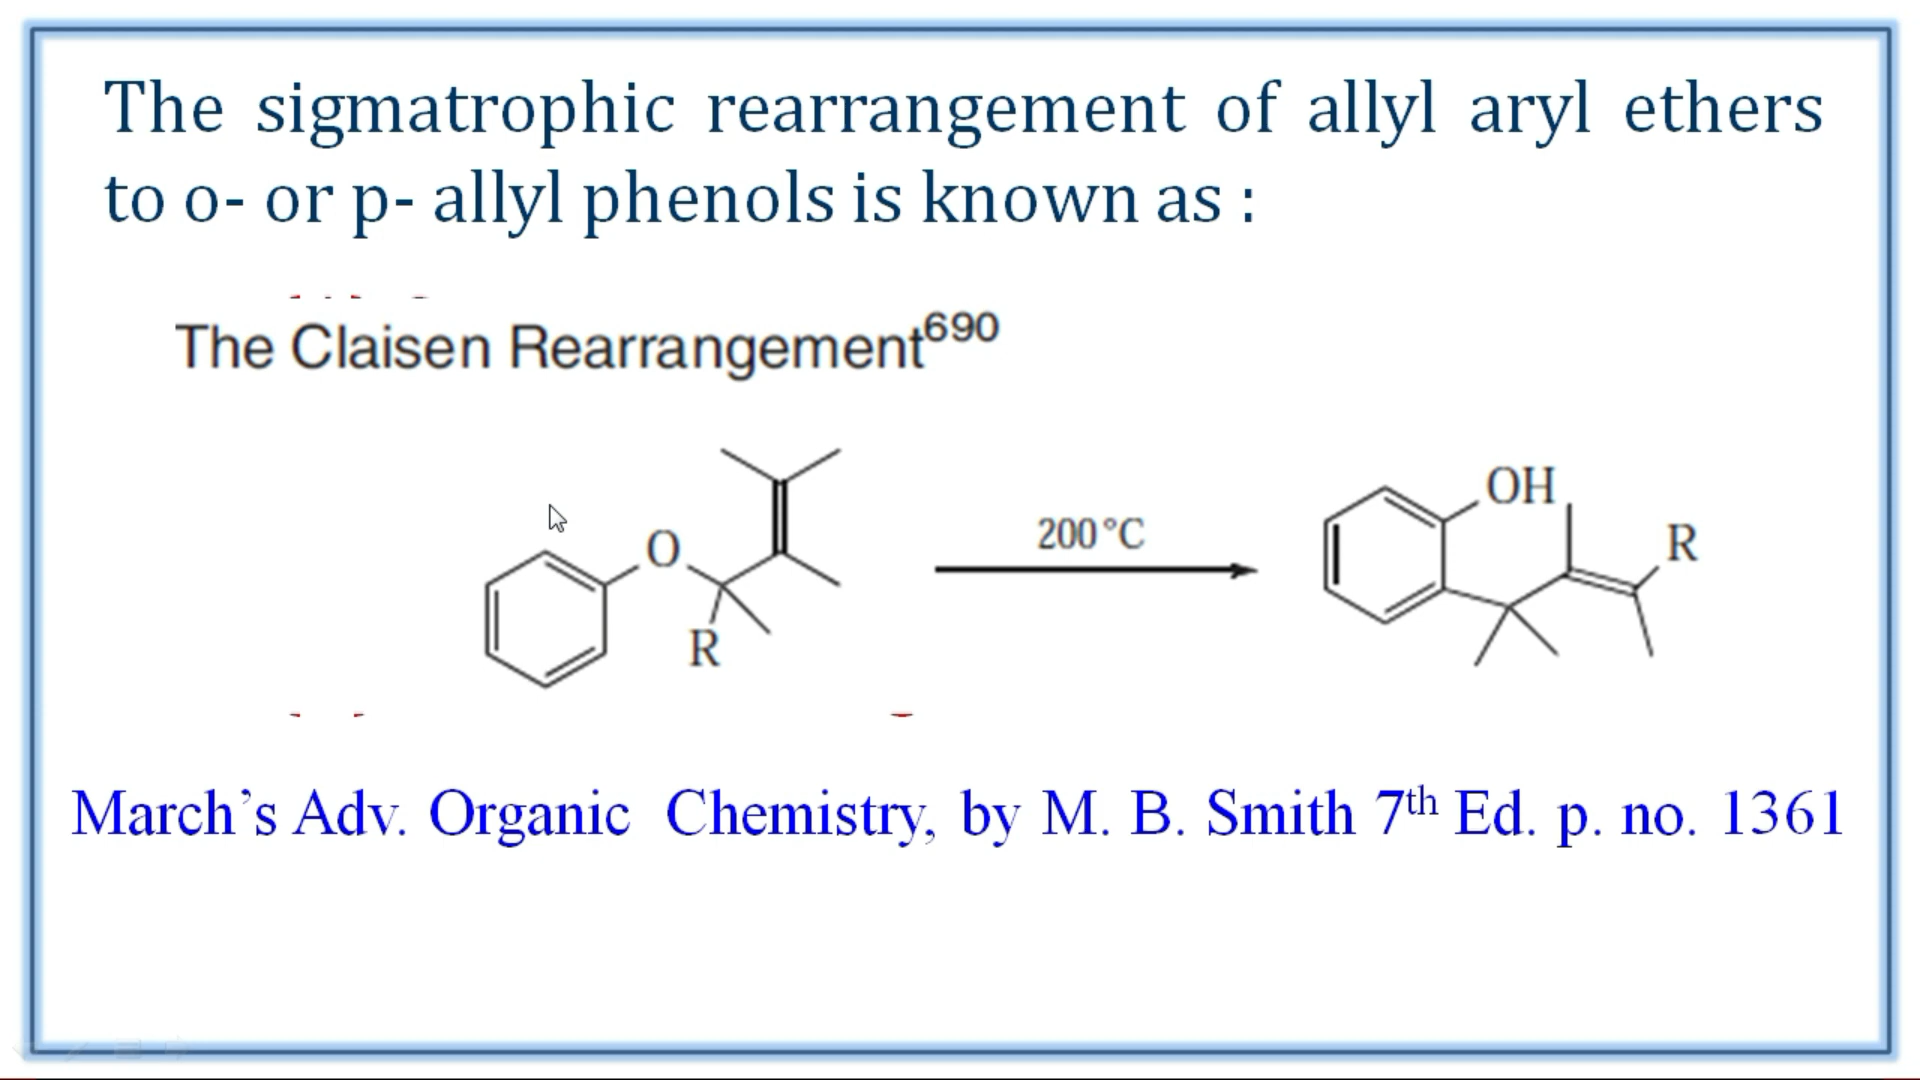 The sigmatrophic rearrangement of allyl aryl ethers
to o- or p- allyl phenols is known as :
The Claisen Rearrangement690
O
R
200 °C
OH
R
March’s Adv. Organic Chemistry, by M. B. Smith 7th Ed. p. no. 1361